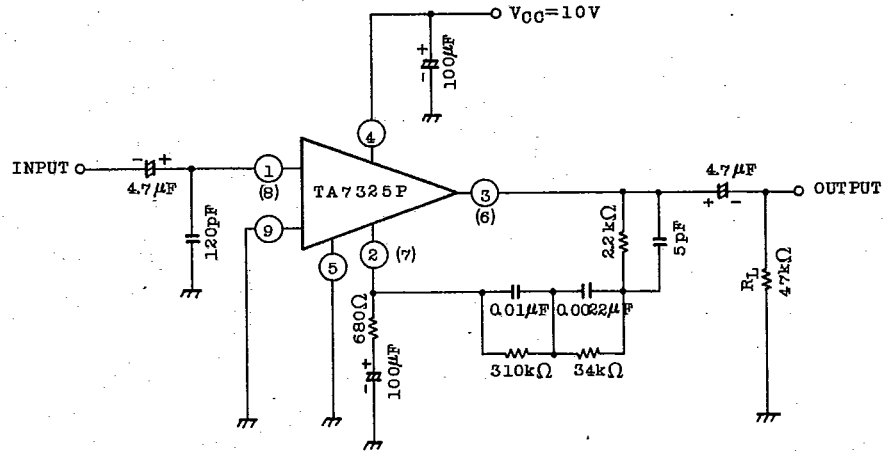 VCC=10V
+
-
100μF
4
INPUT
- +
4.7μF
1
(8)
TA7325P
3
(6)
4.7μF
+ -
OUTPUT
120pF
9
5
2
(7)
2.2kΩ
5pF
RL
47kΩ
680Ω
0.01μF
0.0022μF
+
-
100μF
310kΩ
34kΩ